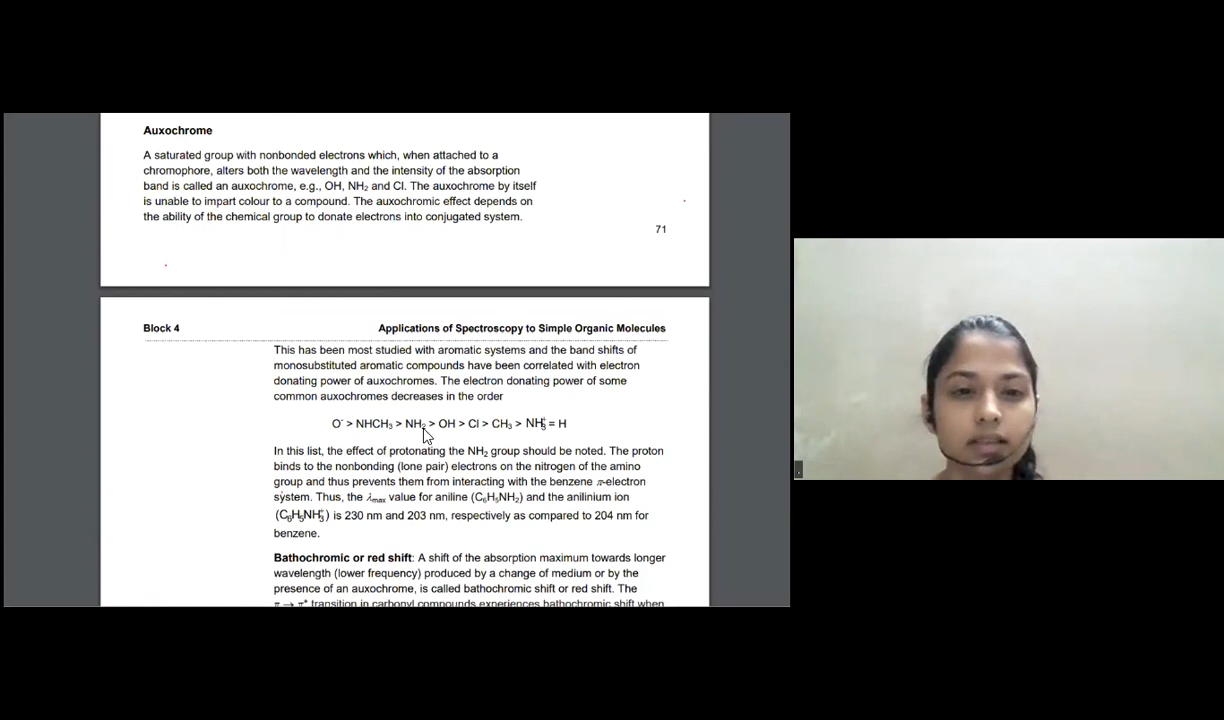 Auxochrome
A saturated group with nonbonded electrons which, when attached to a
chromophore, alters both the wavelength and the intensity of the absorption
band is called an auxochrome, e.g., OH, NH₂ and Cl. The auxochrome by itself
is unable to impart colour to a compound. The auxochromic effect depends on
the ability of the chemical group to donate electrons into conjugated system.
71
Block 4 Applications of Spectroscopy to Simple Organic Molecules
This has been most studied with aromatic systems and the band shifts of
monosubstituted aromatic compounds have been correlated with electron
donating power of auxochromes. The electron donating power of some
common auxochromes decreases in the order
O⁻ > NHCH₃ > NH₂ > OH > Cl > CH₃ > NH₃⁺ = H
In this list, the effect of protonating the NH₂ group should be noted. The proton
binds to the nonbonding (lone pair) electrons on the nitrogen of the amino
group and thus prevents them from interacting with the benzene π-electron
system. Thus, the λmax value for aniline (C₆H₅NH₂) and the anilinium ion
(C₆H₅NH₃⁺) is 230 nm and 203 nm, respectively as compared to 204 nm for
benzene.
Bathochromic or red shift: A shift of the absorption maximum towards longer
wavelength (lower frequency) produced by a change of medium or by the
presence of an auxochrome, is called bathochromic shift or red shift. The
π → π* transition in carbonyl compounds experiences bathochromic shift when